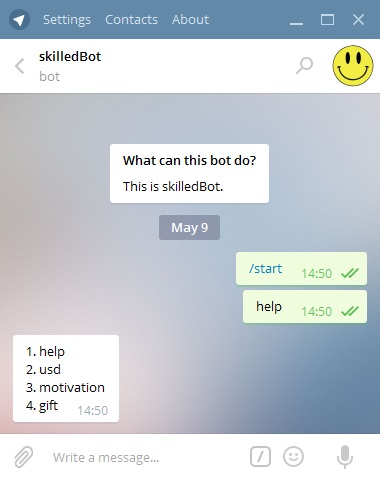 Settings Contacts About
skilledBot
bot
What can this bot do?
This is skilledBot.
May 9
/start 14:50
help 14:50
1. help
2. usd
3. motivation
4. gift 14:50
Write a message...